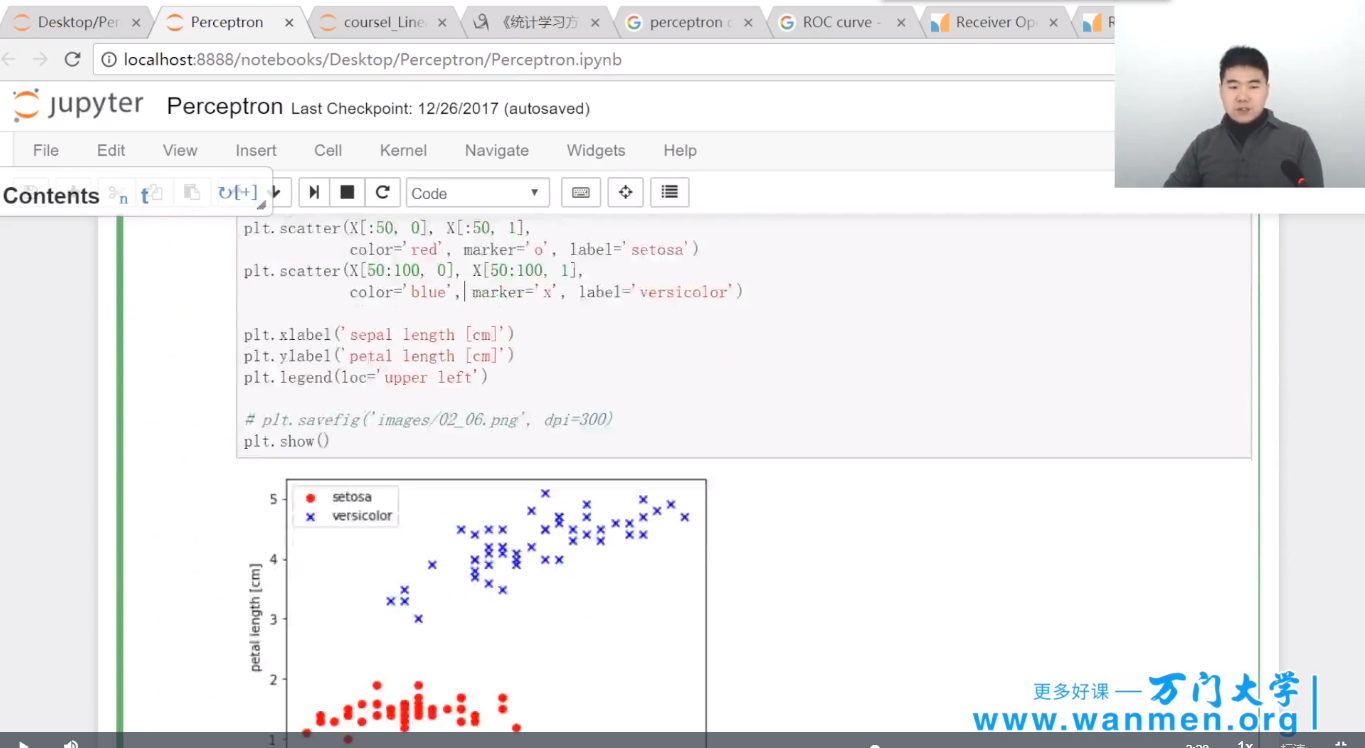 Desktop/Per
Perceptron
coursel_Line
《统计学习方
perceptron c
ROC curve -
Receiver Op
R
localhost:8888/notebooks/Desktop/Perceptron/Perceptron.ipynb
jupyter Perceptron Last Checkpoint: 12/26/2017 (autosaved)
File Edit View Insert Cell Kernel Navigate Widgets Help
Contents n t [+] Code
plt.scatter(X[:50, 0], X[:50, 1],
color='red', marker='o', label='setosa')
plt.scatter(X[50:100, 0], X[50:100, 1],
color='blue', marker='x', label='versicolor')
plt.xlabel('sepal length [cm]')
plt.ylabel('petal length [cm]')
plt.legend(loc='upper left')
# plt.savefig('images/02_06.png', dpi=300)
plt.show()
setosa
versicolor
5
4
3
2
1
petal length [cm]
更多好课 — 万门大学
www.wanmen.org
1x